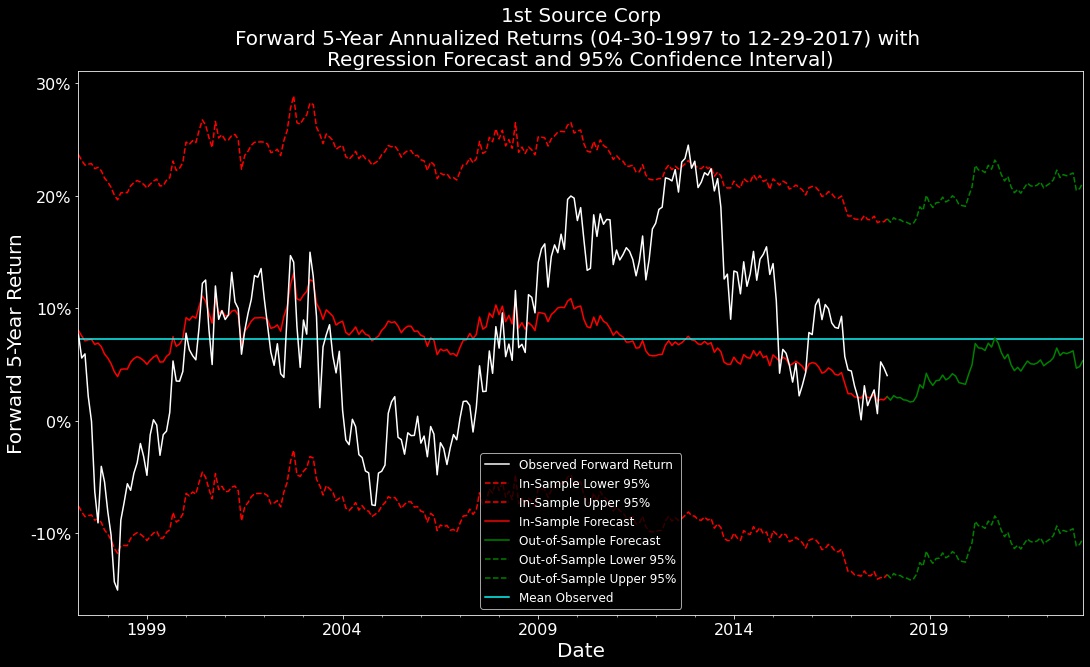 1st Source Corp
Forward 5-Year Annualized Returns (04-30-1997 to 12-29-2017) with
Regression Forecast and 95% Confidence Interval)
30%
20%
10%
0%
-10%
Forward 5-Year Return
Observed Forward Return
In-Sample Lower 95%
In-Sample Upper 95%
In-Sample Forecast
Out-of-Sample Forecast
Out-of-Sample Lower 95%
Out-of-Sample Upper 95%
Mean Observed
1999
2004
2009
2014
2019
Date